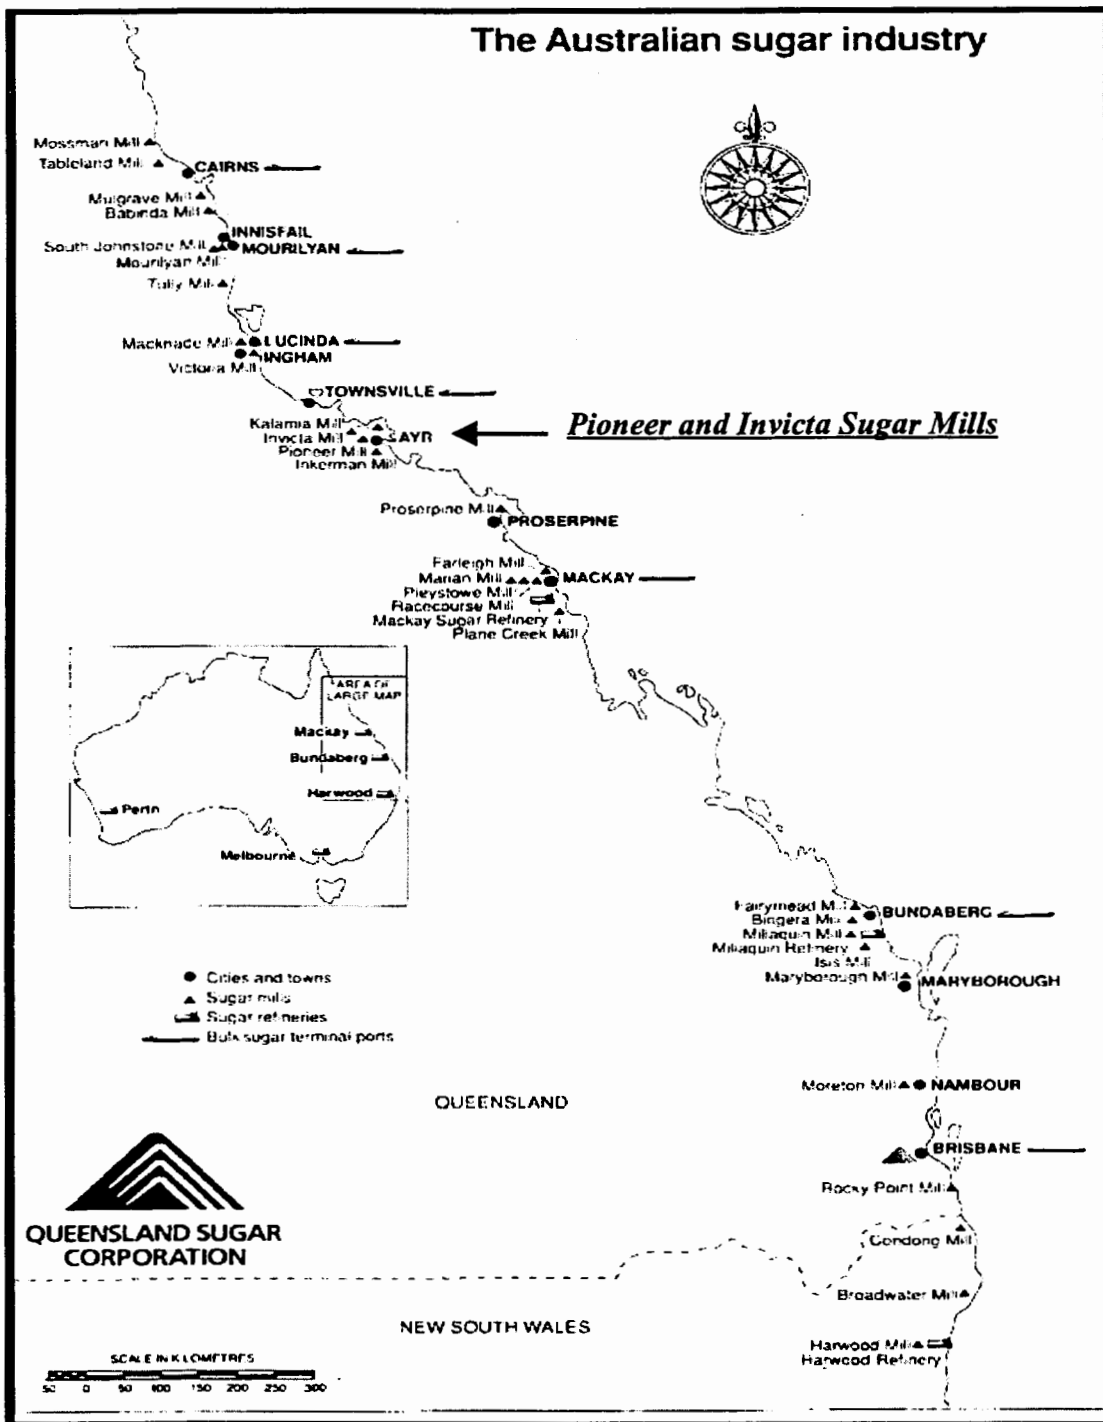 The Australian sugar industry
Mossman Mill
Tableland Mill
CAIRNS
Mulgrave Mill
Babinda Mill
INNISFAIL
South Johnstone Mill
MOURILYAN
Mourilyan Mill
Tully Mill
Macknade Mill
LUCINDA
INGHAM
Victoria Mill
TOWNSVILLE
Kalamia Mill
Pioneer and Invicta Sugar Mills
Invicta Mill
Pioneer Mill
Inkerman Mill
Proserpine Mill
PROSERPINE
Farleigh Mill
Marian Mill
MACKAY
Pleystowe Mill
Racecourse Mill
Mackay Sugar Refinery
Plane Creek Mill
AREA OF
LARGE MAP
Mackay
Bundaberg
Harwood
Perth
Melbourne
Fairymead Mill
BUNDABERG
Bingera Mill
Millaquin Mill
Millaquin Refinery
Isis Mill
Maryborough Mill
MARYBOROUGH
Cities and towns
Sugar mills
Sugar refineries
Bulk sugar terminal ports
Moreton Mill
NAMBOUR
QUEENSLAND
BRISBANE
Rocky Point Mill
QUEENSLAND SUGAR
CORPORATION
Condong Mill
Broadwater Mill
NEW SOUTH WALES
Harwood Mill
Harwood Refinery
SCALE IN KILOMETRES
50 0 50 100 150 200 250 300